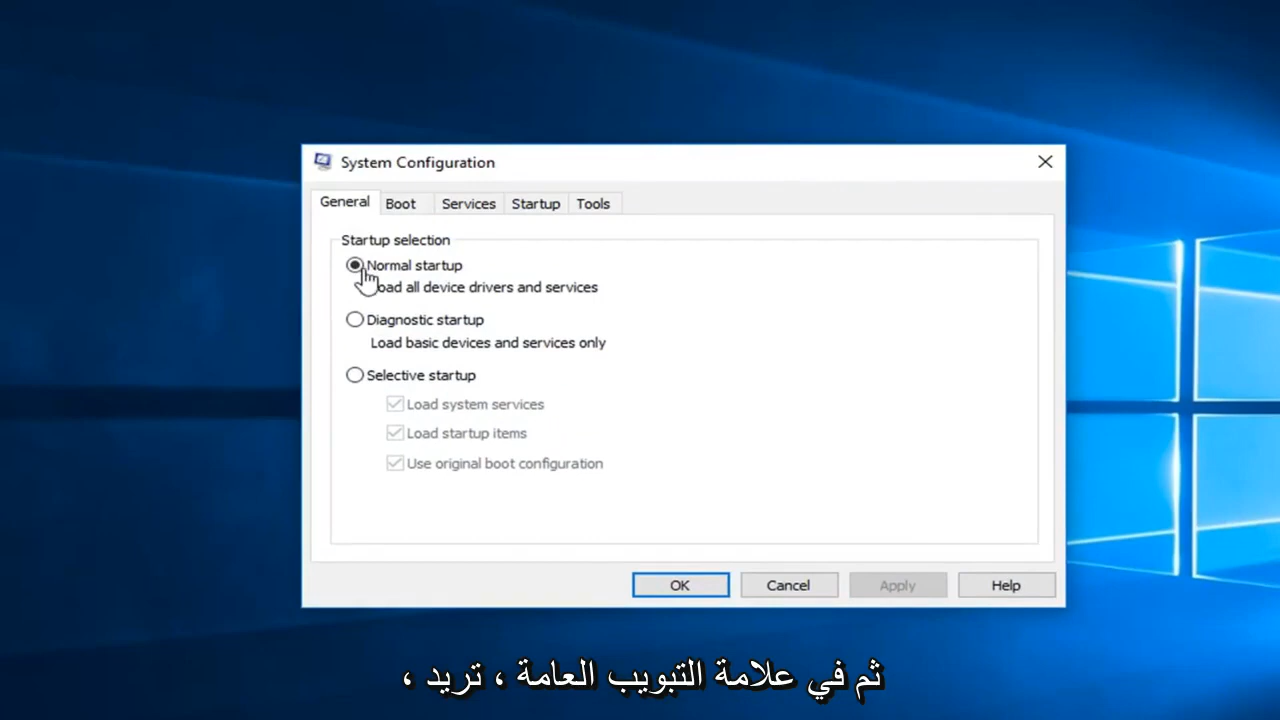 System Configuration
General Boot Services Startup Tools
Startup selection
Normal startup
oad all device drivers and services
Diagnostic startup
Load basic devices and services only
Selective startup
Load system services
Load startup items
Use original boot configuration
OK Cancel Apply Help
ثم في علامة التبويب العامة ، تريد ،